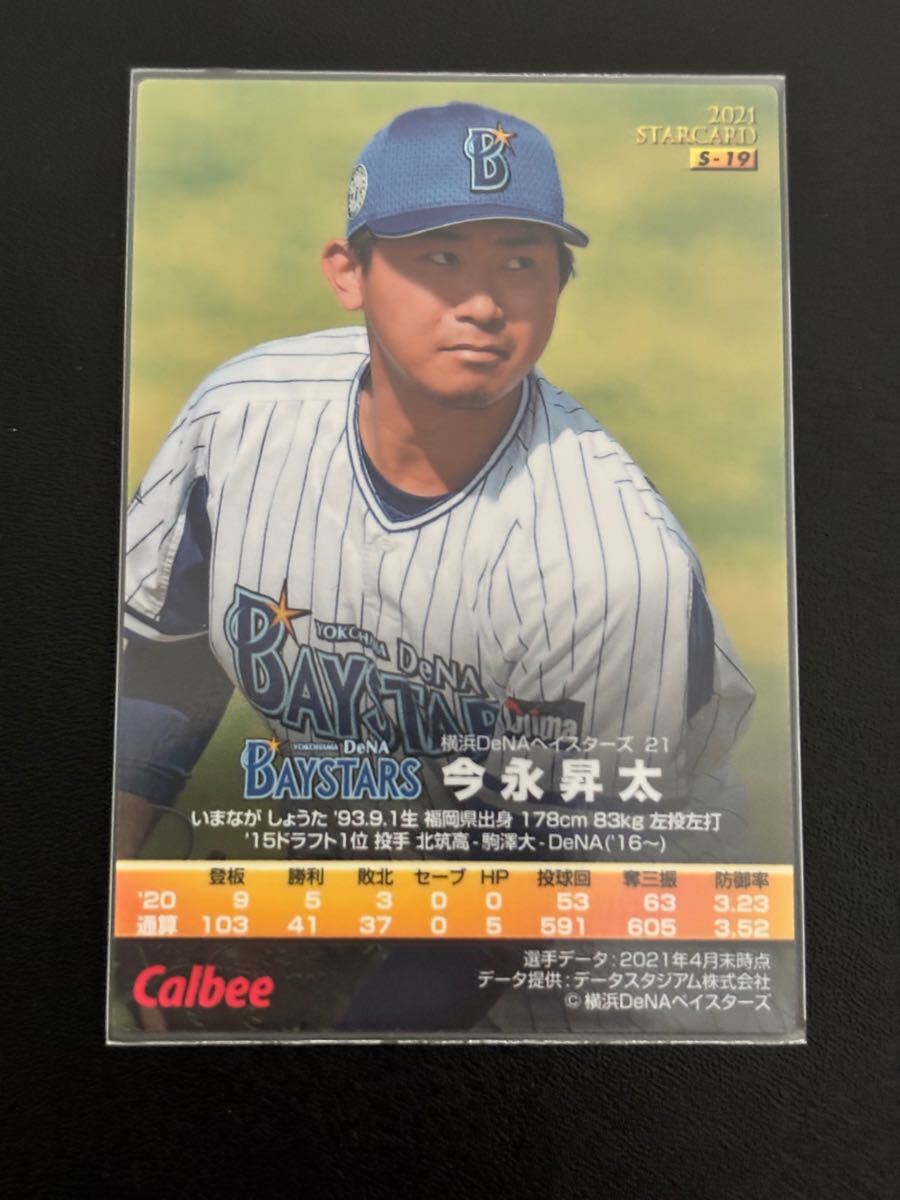 2021
STARCARD
S-19
B
YOKOHAMA DeNA
BAYSTAR
nojima
横浜DeNAベイスターズ 21
YOKOHAMA DeNA
BAYSTARS
今永昇太
いまなが しょうた '93.9.1生 福岡県出身 178cm 83kg 左投左打
'15ドラフト1位 投手 北筑高-駒澤大-DeNA('16〜)
登板 勝利 敗北 セーブ HP 投球回 奪三振 防御率
'20 9 5 3 0 0 53 63 3.23
通算 103 41 37 0 5 591 605 3.52
Calbee
選手データ:2021年4月末時点
データ提供:データスタジアム株式会社
© 横浜DeNAベイスターズ